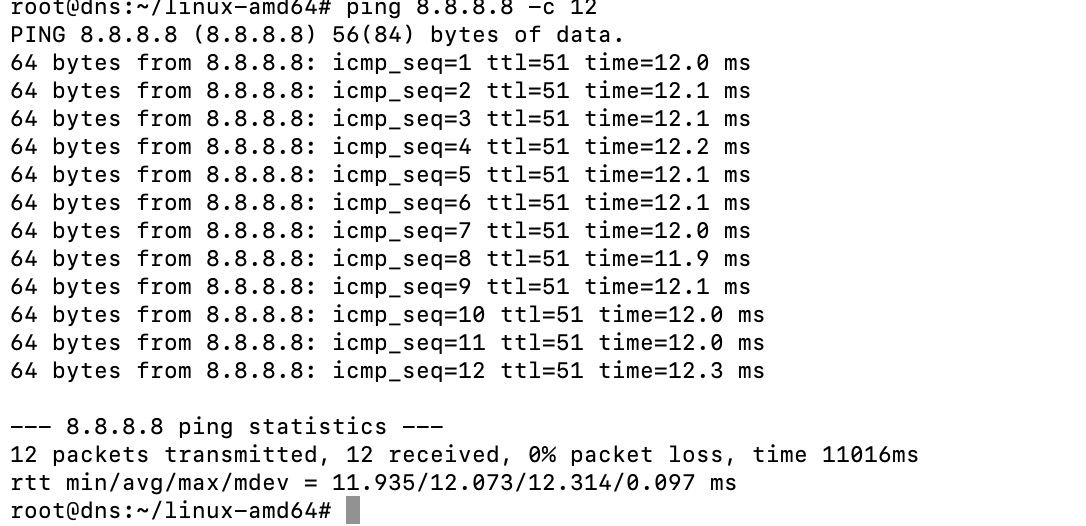 root@dns:~/linux-amd64# ping 8.8.8.8 -c 12
PING 8.8.8.8 (8.8.8.8) 56(84) bytes of data.
64 bytes from 8.8.8.8: icmp_seq=1 ttl=51 time=12.0 ms
64 bytes from 8.8.8.8: icmp_seq=2 ttl=51 time=12.1 ms
64 bytes from 8.8.8.8: icmp_seq=3 ttl=51 time=12.1 ms
64 bytes from 8.8.8.8: icmp_seq=4 ttl=51 time=12.2 ms
64 bytes from 8.8.8.8: icmp_seq=5 ttl=51 time=12.1 ms
64 bytes from 8.8.8.8: icmp_seq=6 ttl=51 time=12.1 ms
64 bytes from 8.8.8.8: icmp_seq=7 ttl=51 time=12.0 ms
64 bytes from 8.8.8.8: icmp_seq=8 ttl=51 time=11.9 ms
64 bytes from 8.8.8.8: icmp_seq=9 ttl=51 time=12.1 ms
64 bytes from 8.8.8.8: icmp_seq=10 ttl=51 time=12.0 ms
64 bytes from 8.8.8.8: icmp_seq=11 ttl=51 time=12.0 ms
64 bytes from 8.8.8.8: icmp_seq=12 ttl=51 time=12.3 ms
--- 8.8.8.8 ping statistics ---
12 packets transmitted, 12 received, 0% packet loss, time 11016ms
rtt min/avg/max/mdev = 11.935/12.073/12.314/0.097 ms
root@dns:~/linux-amd64#